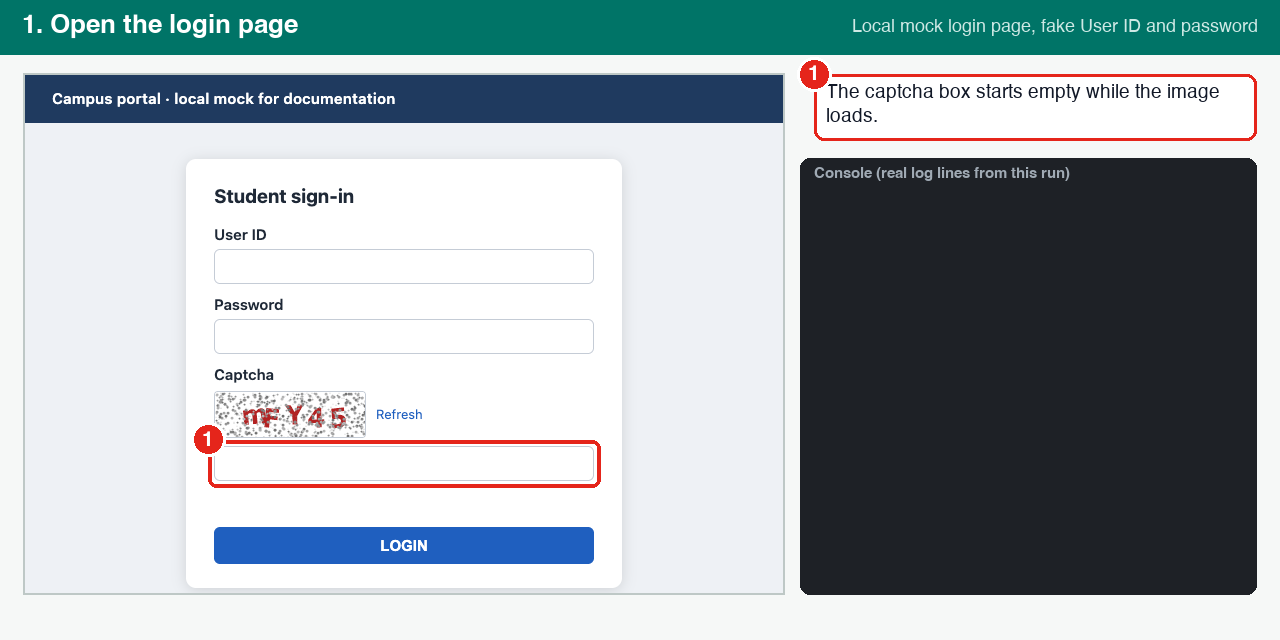 1. Open the login page
Local mock login page, fake User ID and password
Campus portal · local mock for documentation
Student sign-in
User ID
Password
Captcha
mFY45
Refresh
1
LOGIN
1
The captcha box starts empty while the image
loads.
Console (real log lines from this run)